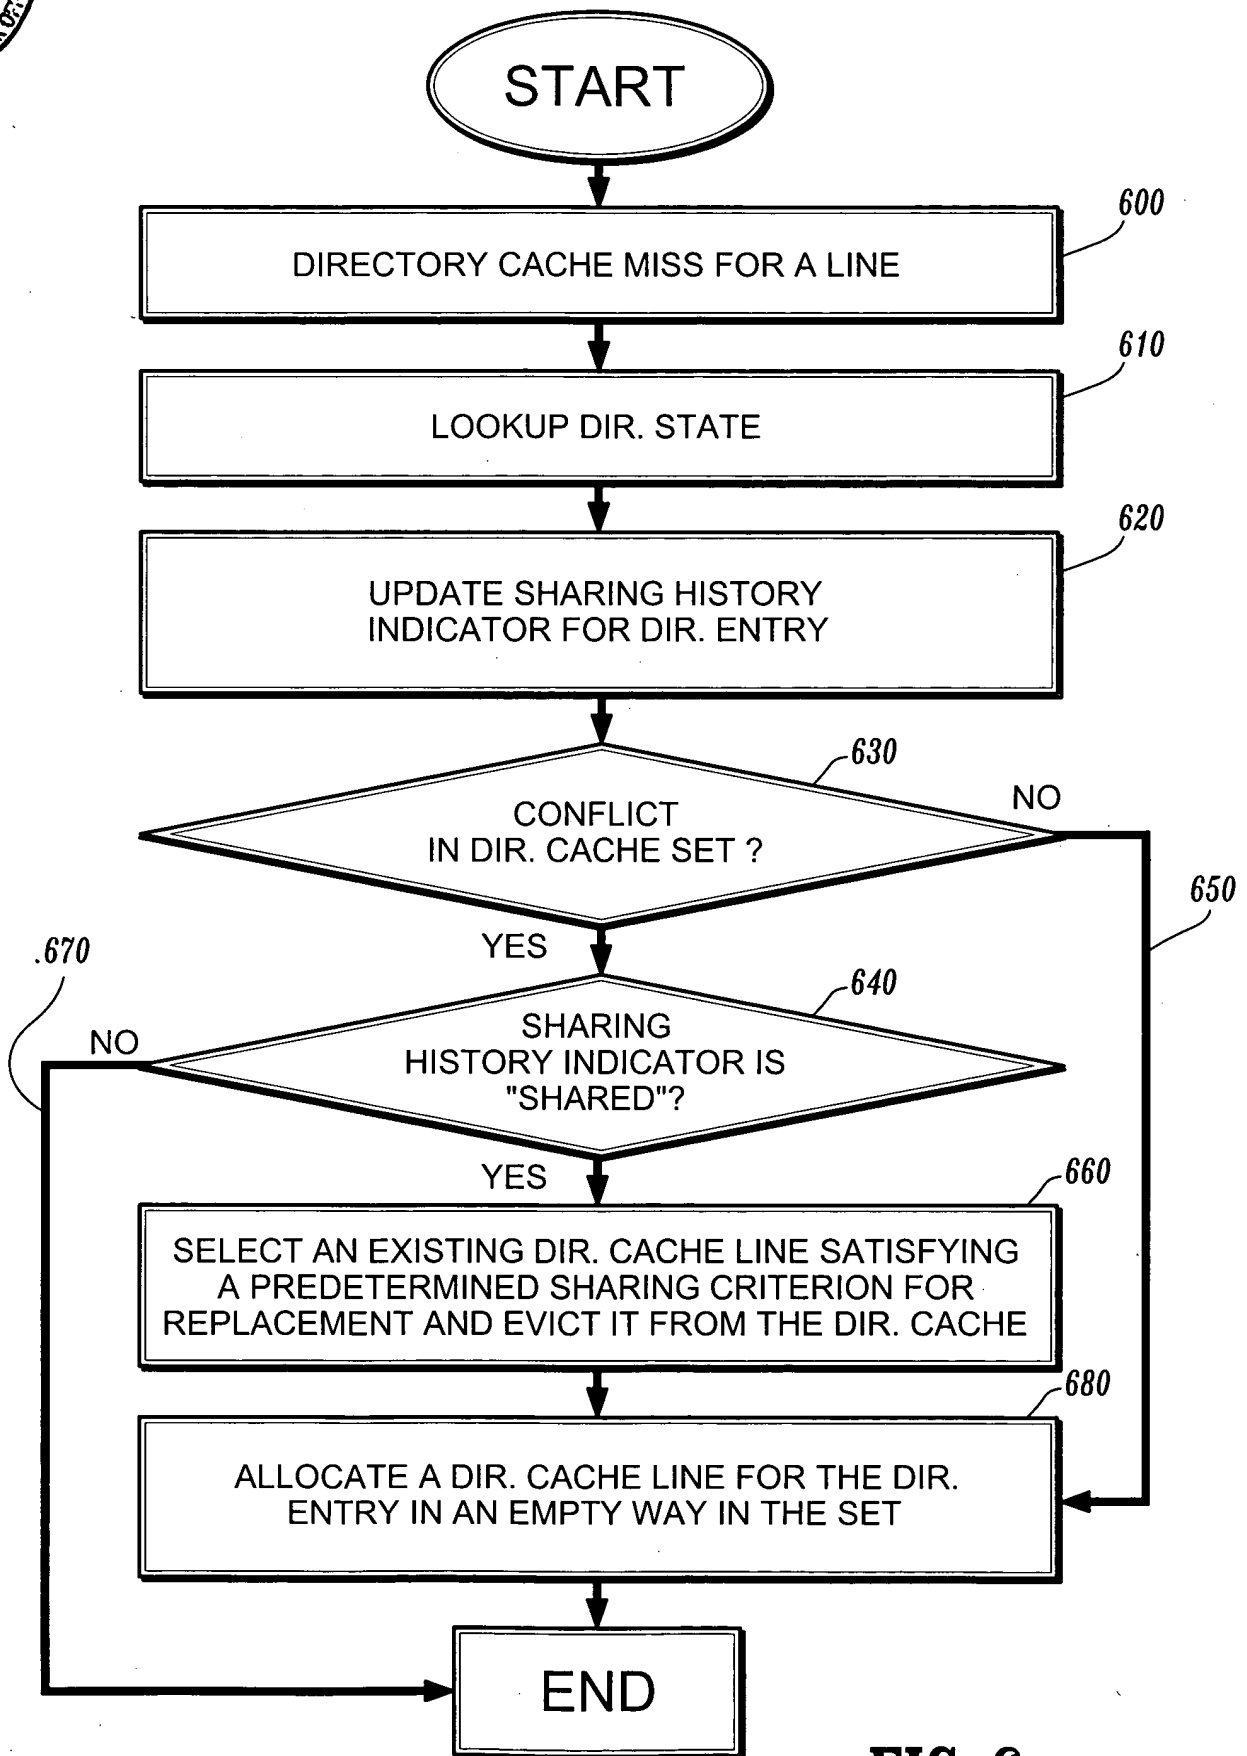 START
600
DIRECTORY CACHE MISS FOR A LINE
610
LOOKUP DIR. STATE
620
UPDATE SHARING HISTORY
INDICATOR FOR DIR. ENTRY
630
CONFLICT
IN DIR. CACHE SET ?
NO
650
YES
.670
640
NO
SHARING
HISTORY INDICATOR IS
"SHARED"?
YES
660
SELECT AN EXISTING DIR. CACHE LINE SATISFYING
A PREDETERMINED SHARING CRITERION FOR
REPLACEMENT AND EVICT IT FROM THE DIR. CACHE
680
ALLOCATE A DIR. CACHE LINE FOR THE DIR.
ENTRY IN AN EMPTY WAY IN THE SET
END